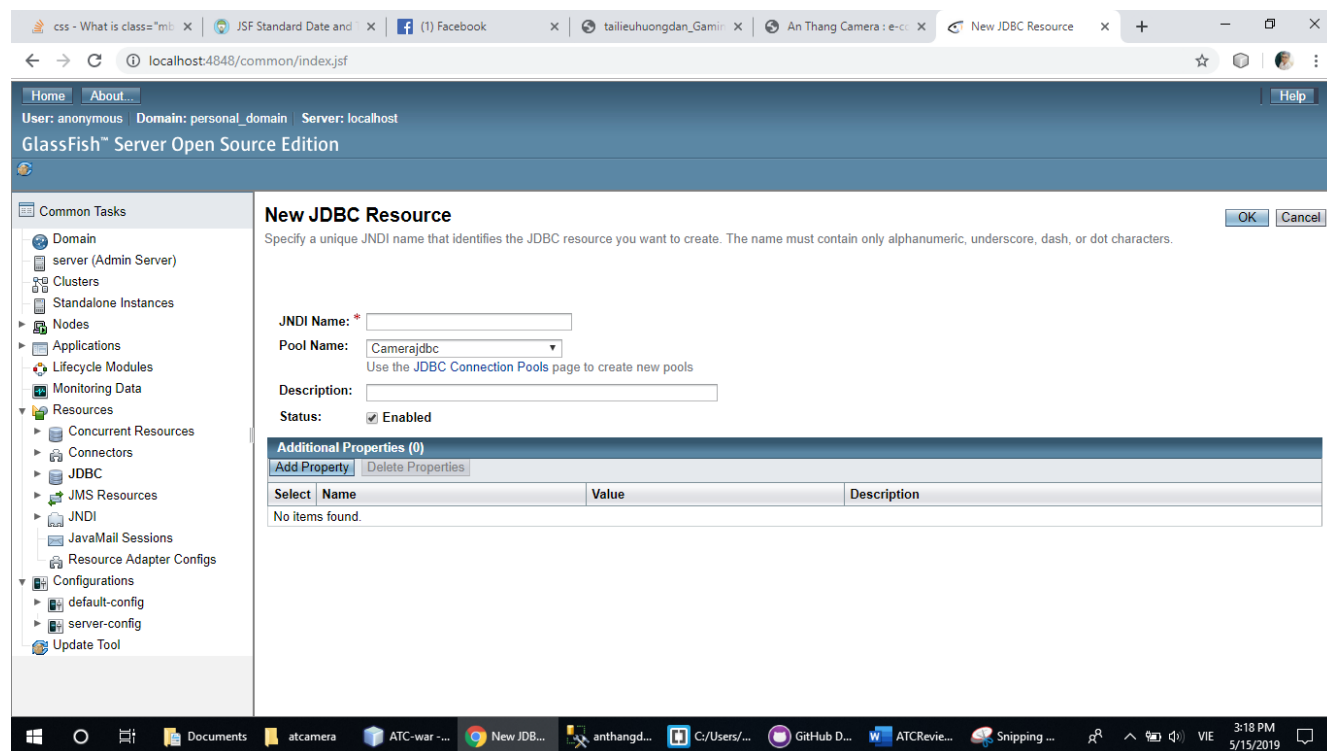 css - What is class="mb
JSF Standard Date and
(1) Facebook
tailieuhuongdan_Gamin
An Thang Camera : e-co
New JDBC Resource
localhost:4848/common/index.jsf
Home About... Help
User: anonymous Domain: personal_domain Server: localhost
GlassFish™ Server Open Source Edition
Common Tasks
Domain
server (Admin Server)
Clusters
Standalone Instances
Nodes
Applications
Lifecycle Modules
Monitoring Data
Resources
Concurrent Resources
Connectors
JDBC
JMS Resources
JNDI
JavaMail Sessions
Resource Adapter Configs
Configurations
default-config
server-config
Update Tool
New JDBC Resource
OK Cancel
Specify a unique JNDI name that identifies the JDBC resource you want to create. The name must contain only alphanumeric, underscore, dash, or dot characters.
JNDI Name: *
Pool Name: Camerajdbc
Use the JDBC Connection Pools page to create new pools
Description:
Status: Enabled
Additional Properties (0)
Add Property Delete Properties
Select Name Value Description
No items found.
Documents
atcamera
ATC-war -...
New JDB...
anthangd...
C:/Users/...
GitHub D...
ATCRevie...
Snipping ...
VIE
3:18 PM
5/15/2019